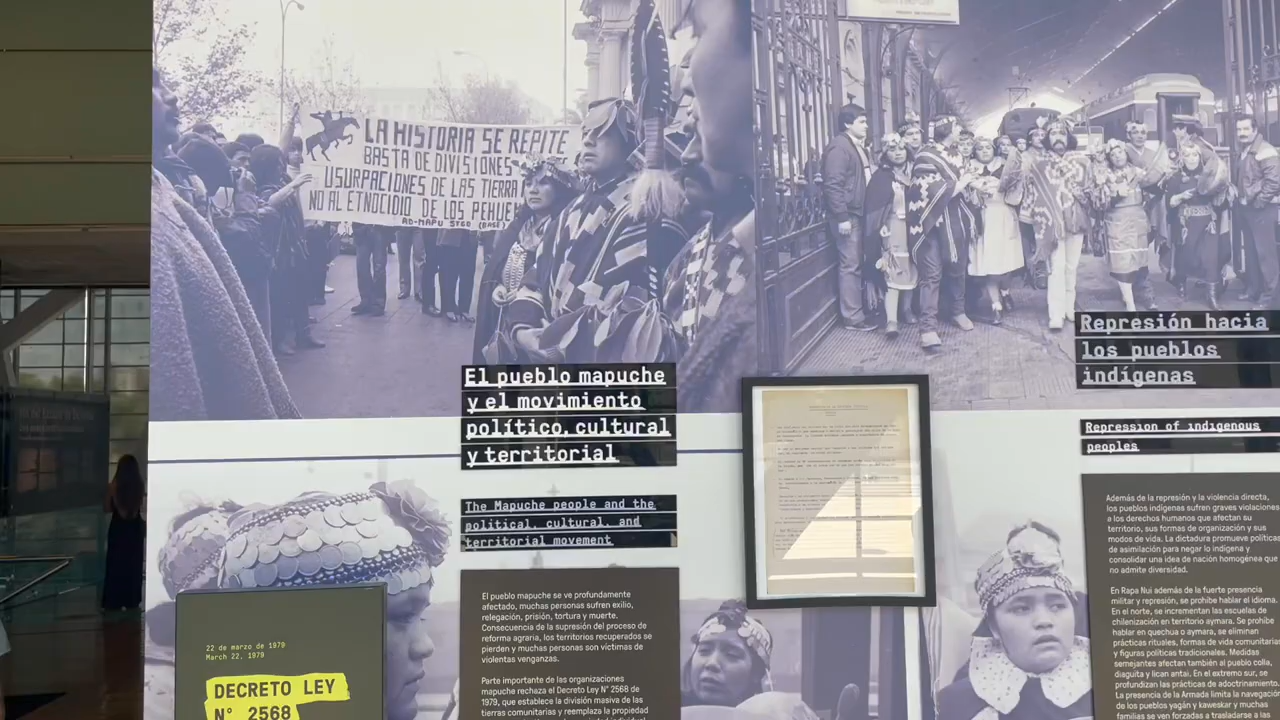 LA HISTORIA SE REPITE
BASTA DE DIVISIONES
USURPACIONES DE LAS TIERRA
NO AL ETNOCIDIO DE LOS PEHUE
AD-MAPU STGO (BASE)
El pueblo mapuche
y el movimiento
político, cultural
y territorial
The Mapuche people and the
political, cultural, and
territorial movement
El pueblo mapuche se ve profundamente
afectado, muchas personas sufren exilio,
relegación, prisión, tortura y muerte.
Consecuencia de la supresión del proceso de
reforma agraria, los territorios recuperados se
pierden y muchas personas son víctimas de
violentas venganzas.
Parte importante de las organizaciones
mapuche rechaza el Decreto Ley N° 2568 de
1979, que establece la división masiva de las
tierras comunitarias y reemplaza la propiedad
22 de marzo de 1979
March 22, 1979
DECRETO LEY
N° 2568
Represión hacia
los pueblos
indígenas
Repression of indigenous
peoples
Además de la represión y la violencia directa,
los pueblos indígenas sufren graves violaciones
a los derechos humanos que afectan su
territorio, sus formas de organización y sus
modos de vida. La dictadura promueve políticas
de asimilación para negar lo indígena y
consolidar una idea de nación homogénea que
no admite diversidad.
En Rapa Nui además de la fuerte presencia
militar y represión, se prohíbe hablar el idioma.
En el norte, se incrementan las escuelas de
chilenización en territorio aymara. Se prohíbe
hablar en quechua o aymara, se eliminan
prácticas rituales, formas de vida comunitarias
y figuras políticas tradicionales. Medidas
semejantes afectan también al pueblo colla,
diaguita y lican antai. En el extremo sur, se
profundizan las prácticas de adoctrinamiento.
La presencia de la Armada limita la navegación
de los pueblos yagán y kaweskar y muchas
familias se ven forzadas a trasladarse a las